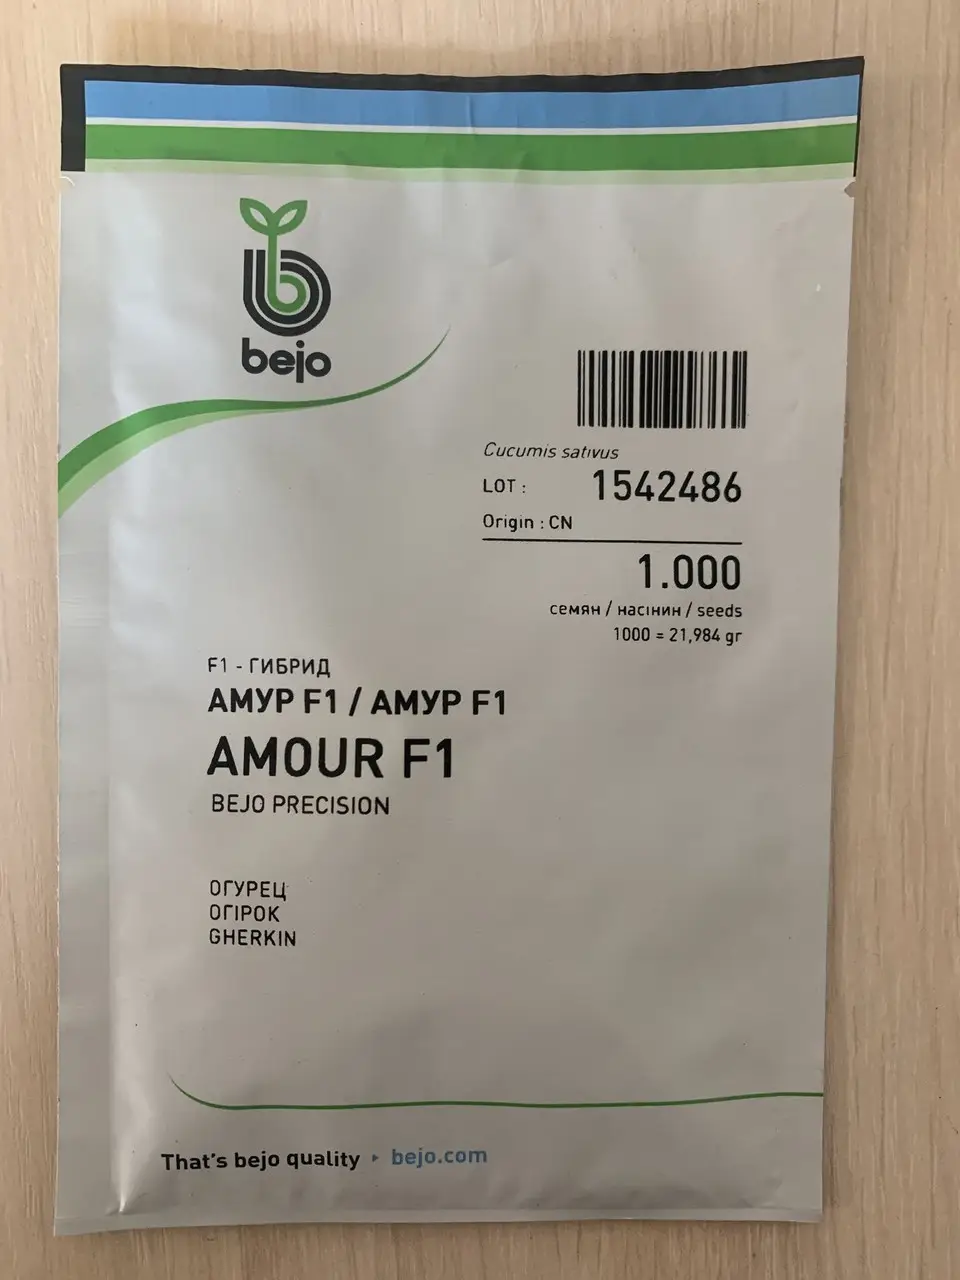 bejo
Cucumis sativus
LOT : 1542486
Origin : CN
1.000
семян / насінин / seeds
1000 = 21,984 gr
F1 - ГИБРИД
АМУР F1 / АМУР F1
AMOUR F1
BEJO PRECISION
ОГУРЕЦ
ОГІРОК
GHERKIN
That's bejo quality ▸ bejo.com